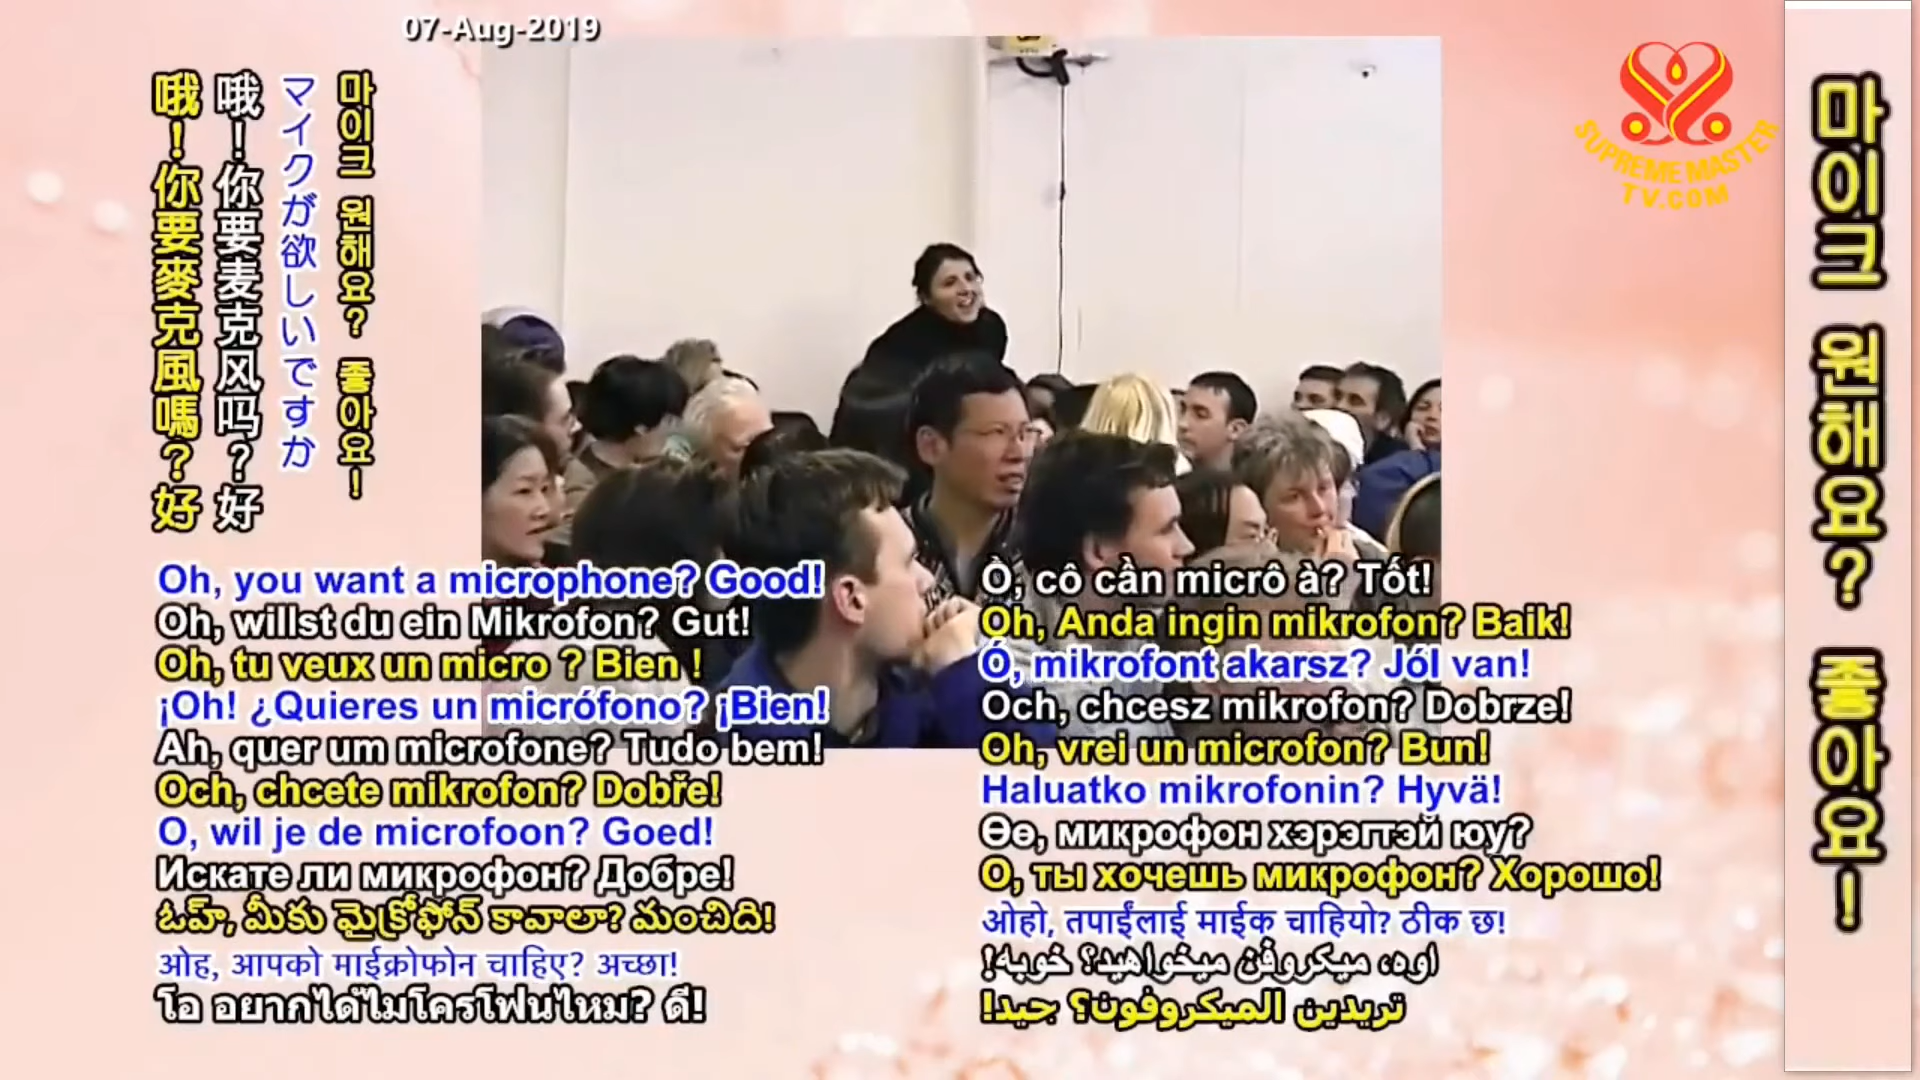 07-Aug-2019
SUPREME MASTER
TV.COM
마이크 원해요? 좋아요!
마이크 원해요? 좋아요!
マイクが欲しいですか
哦！你要麦克风吗？好
哦！你要麥克風嗎？好
Oh, you want a microphone? Good!
Oh, willst du ein Mikrofon? Gut!
Oh, tu veux un micro ? Bien !
¡Oh! ¿Quieres un micrófono? ¡Bien!
Ah, quer um microfone? Tudo bem!
Och, chcete mikrofon? Dobře!
O, wil je de microfoon? Goed!
Искате ли микрофон? Добре!
ఓహ్, మీకు మైక్రోఫోన్ కావాలా? మంచిది!
ओह, आपको माईक्रोफोन चाहिए? अच्छा!
โอ อยากได้ไมโครโฟนไหม? ดี!
Ồ, cô cần micrô à? Tốt!
Oh, Anda ingin mikrofon? Baik!
Ó, mikrofont akarsz? Jól van!
Och, chcesz mikrofon? Dobrze!
Oh, vrei un microfon? Bun!
Haluatko mikrofonin? Hyvä!
Өө, микрофон хэрэгтэй юу?
О, ты хочешь микрофон? Хорошо!
ओहो, तपाईंलाई माईक चाहियो? ठीक छ!
اوه، میکروفن میخواهید؟ خوبه!
تريدين الميكروفون؟ جيد!